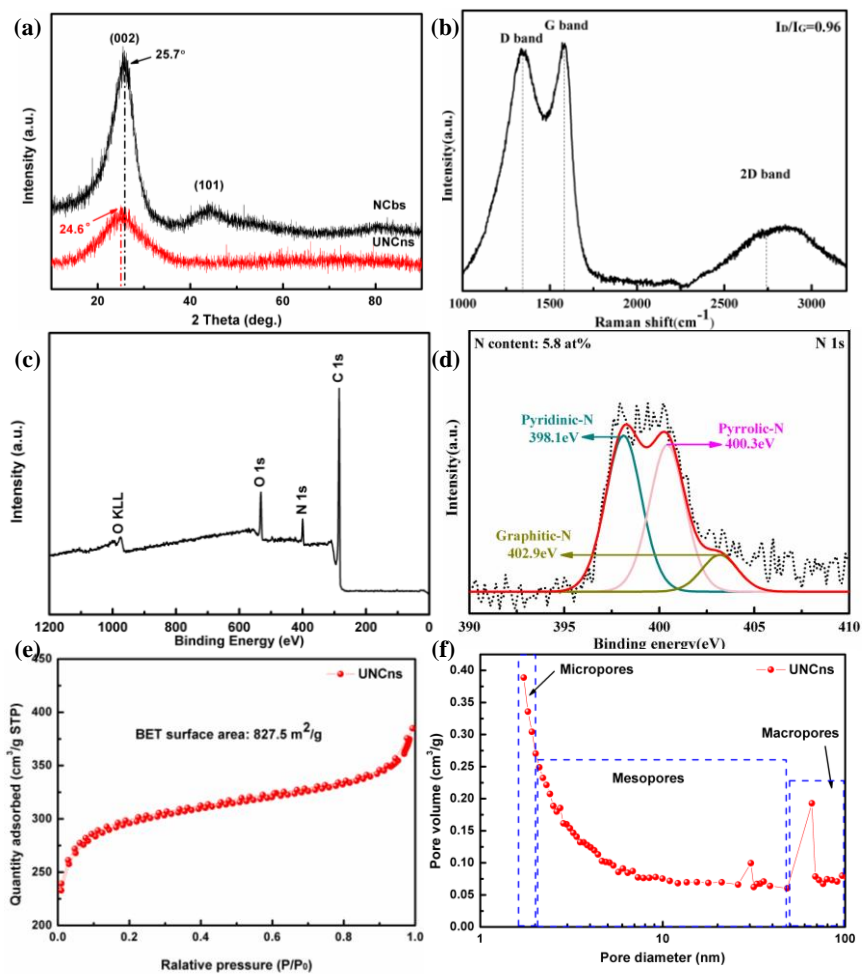 (a)
(002)
25.7°
(101)
24.6°
NCbs
UNCns
Intensity (a.u.)
20
40
60
80
2 Theta (deg.)
(b)
D band
G band
I_D/I_G=0.96
2D band
Intensity(a.u.)
1000
1500
2000
2500
3000
Raman shift(cm⁻¹)
(c)
C 1s
O 1s
N 1s
O KLL
Intensity (a.u.)
1200
1000
800
600
400
200
0
Binding Energy (eV)
(d)
N content: 5.8 at%
N 1s
Pyridinic-N
398.1eV
Pyrrolic-N
400.3eV
Graphitic-N
402.9eV
Intensity(a.u.)
390
395
400
405
410
Binding energy(eV)
(e)
UNCns
BET surface area: 827.5 m²/g
Quantity adsorbed (cm³/g STP)
450
400
350
300
250
200
0.0
0.2
0.4
0.6
0.8
1.0
Ralative pressure (P/P₀)
(f)
UNCns
Micropores
Mesopores
Macropores
Pore volume (cm³/g)
0.40
0.35
0.30
0.25
0.20
0.15
0.10
0.05
0.00
1
10
100
Pore diameter (nm)